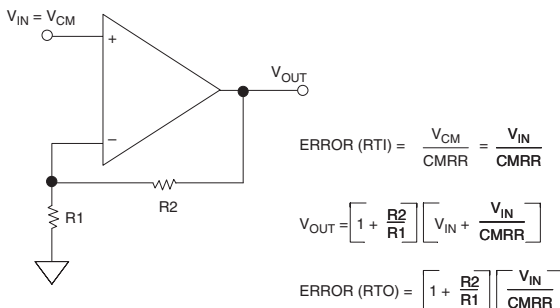 V_IN = V_CM
+
−
V_OUT
R2
R1
ERROR (RTI) = V_CM / CMRR = V_IN / CMRR
V_OUT = [1 + R2 / R1] [V_IN + V_IN / CMRR]
ERROR (RTO) = [1 + R2 / R1] [V_IN / CMRR]